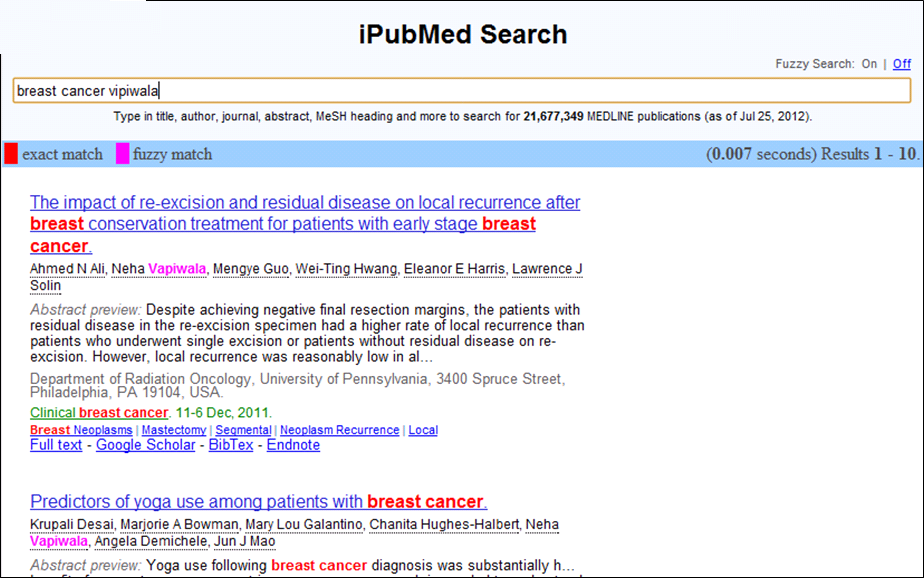 iPubMed Search
Fuzzy Search: On | Off
breast cancer vipiwala
Type in title, author, journal, abstract, MeSH heading and more to search for 21,677,349 MEDLINE publications (as of Jul 25, 2012).
exact match fuzzy match (0.007 seconds) Results 1 - 10.
The impact of re-excision and residual disease on local recurrence after
breast conservation treatment for patients with early stage breast
cancer.
Ahmed N Ali, Neha Vapiwala, Mengye Guo, Wei-Ting Hwang, Eleanor E Harris, Lawrence J
Solin
Abstract preview: Despite achieving negative final resection margins, the patients with
residual disease in the re-excision specimen had a higher rate of local recurrence than
patients who underwent single excision or patients without residual disease on re-
excision. However, local recurrence was reasonably low in al...
Department of Radiation Oncology, University of Pennsylvania, 3400 Spruce Street,
Philadelphia, PA 19104, USA.
Clinical breast cancer. 11-6 Dec, 2011.
Breast Neoplasms | Mastectomy | Segmental | Neoplasm Recurrence | Local
Full text - Google Scholar - BibTex - Endnote
Predictors of yoga use among patients with breast cancer.
Krupali Desai, Marjorie A Bowman, Mary Lou Galantino, Chanita Hughes-Halbert, Neha
Vapiwala, Angela Demichele, Jun J Mao
Abstract preview: Yoga use following breast cancer diagnosis was substantially h...